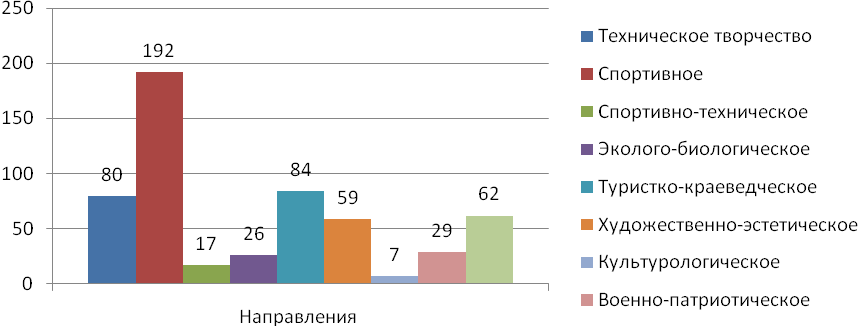 250
200
150
100
50
0
80
192
17
26
84
59
7
29
62
Направления
Техническое творчество
Спортивное
Спортивно-техническое
Эколого-биологическое
Туристко-краеведческое
Художественно-эстетическое
Культурологическое
Военно-патриотическое